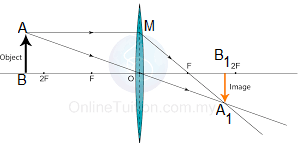 A
M
Object
B₁
B
2F
F
O
F
2F
Image
A₁
OnlineTuition.com.my